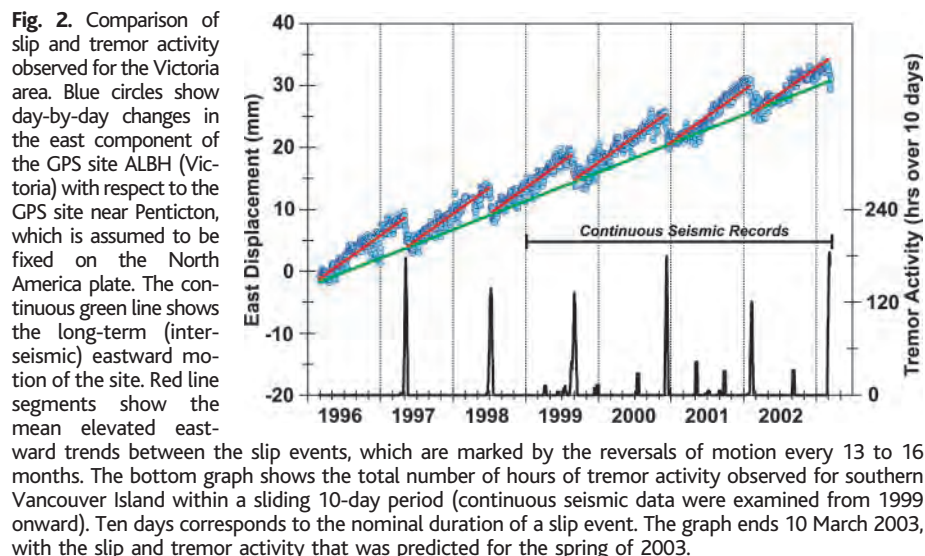 Fig. 2. Comparison of
slip and tremor activity
observed for the Victoria
area. Blue circles show
day-by-day changes in
the east component of
the GPS site ALBH (Vic-
toria) with respect to the
GPS site near Penticton,
which is assumed to be
fixed on the North
America plate. The con-
tinuous green line shows
the long-term (inter-
seismic) eastward mo-
tion of the site. Red line
segments show the
mean elevated east-
ward trends between the slip events, which are marked by the reversals of motion every 13 to 16
months. The bottom graph shows the total number of hours of tremor activity observed for southern
Vancouver Island within a sliding 10-day period (continuous seismic data were examined from 1999
onward). Ten days corresponds to the nominal duration of a slip event. The graph ends 10 March 2003,
with the slip and tremor activity that was predicted for the spring of 2003.
East Displacement (mm)
40
30
20
10
0
-10
-20
Continuous Seismic Records
240
120
0
Tremor Activity (hrs over 10 days)
1996 1997 1998 1999 2000 2001 2002